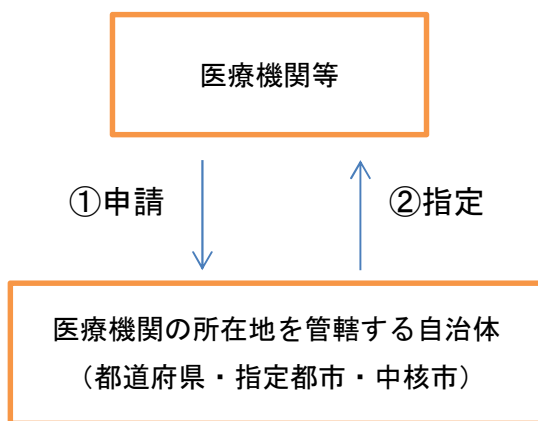 医療機関等
①申請
②指定
医療機関の所在地を管轄する自治体
（都道府県・指定都市・中核市）